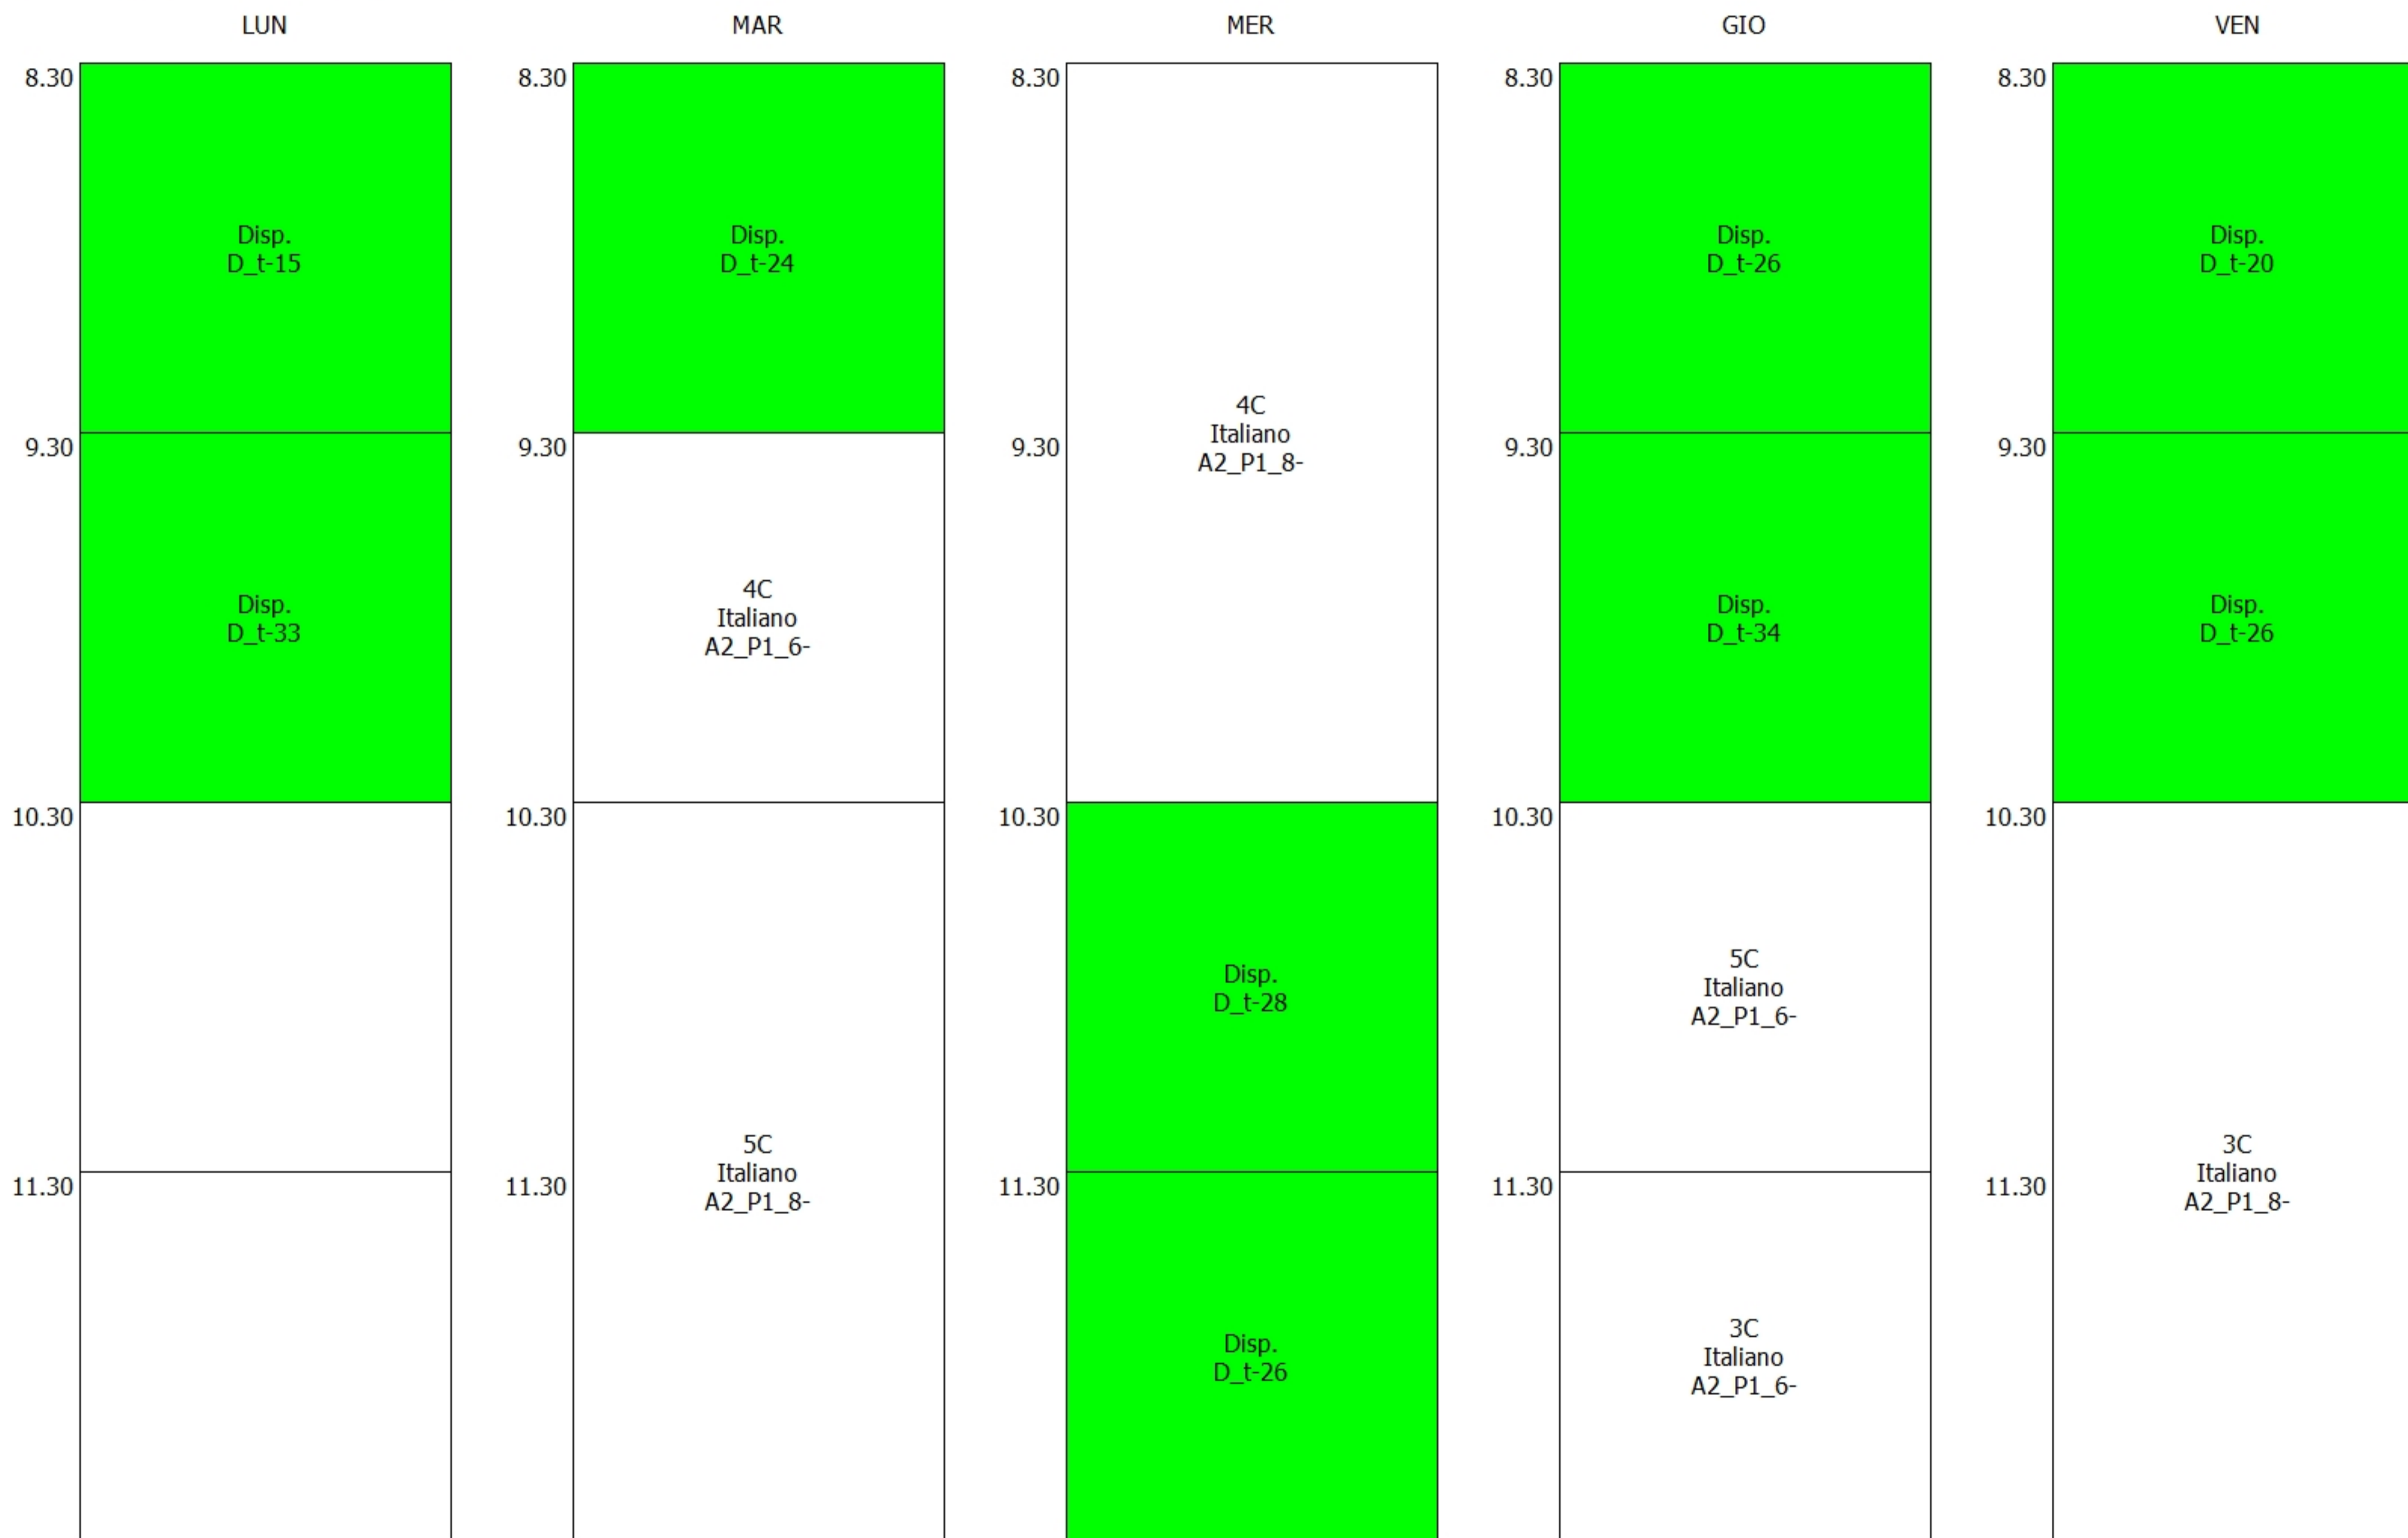 LUN
MAR
MER
GIO
VEN
8.30
Disp.
D_t-15
9.30
Disp.
D_t-33
10.30
11.30
8.30
Disp.
D_t-24
9.30
4C
Italiano
A2_P1_6-
10.30
5C
Italiano
A2_P1_8-
11.30
8.30
4C
Italiano
A2_P1_8-
9.30
10.30
Disp.
D_t-28
11.30
Disp.
D_t-26
8.30
Disp.
D_t-26
9.30
Disp.
D_t-34
10.30
5C
Italiano
A2_P1_6-
11.30
3C
Italiano
A2_P1_6-
8.30
Disp.
D_t-20
9.30
Disp.
D_t-26
10.30
3C
Italiano
A2_P1_8-
11.30